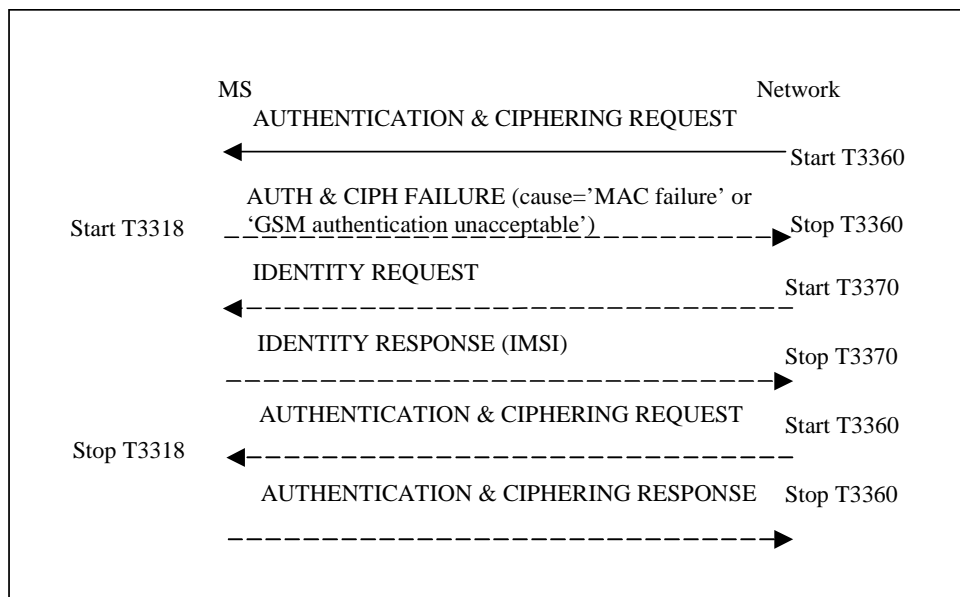 MS Network
AUTHENTICATION & CIPHERING REQUEST
Start T3360
AUTH & CIPH FAILURE (cause=’MAC failure’ or
‘GSM authentication unacceptable’)
Start T3318
Stop T3360
IDENTITY REQUEST
Start T3370
IDENTITY RESPONSE (IMSI)
Stop T3370
AUTHENTICATION & CIPHERING REQUEST
Start T3360
Stop T3318
AUTHENTICATION & CIPHERING RESPONSE
Stop T3360